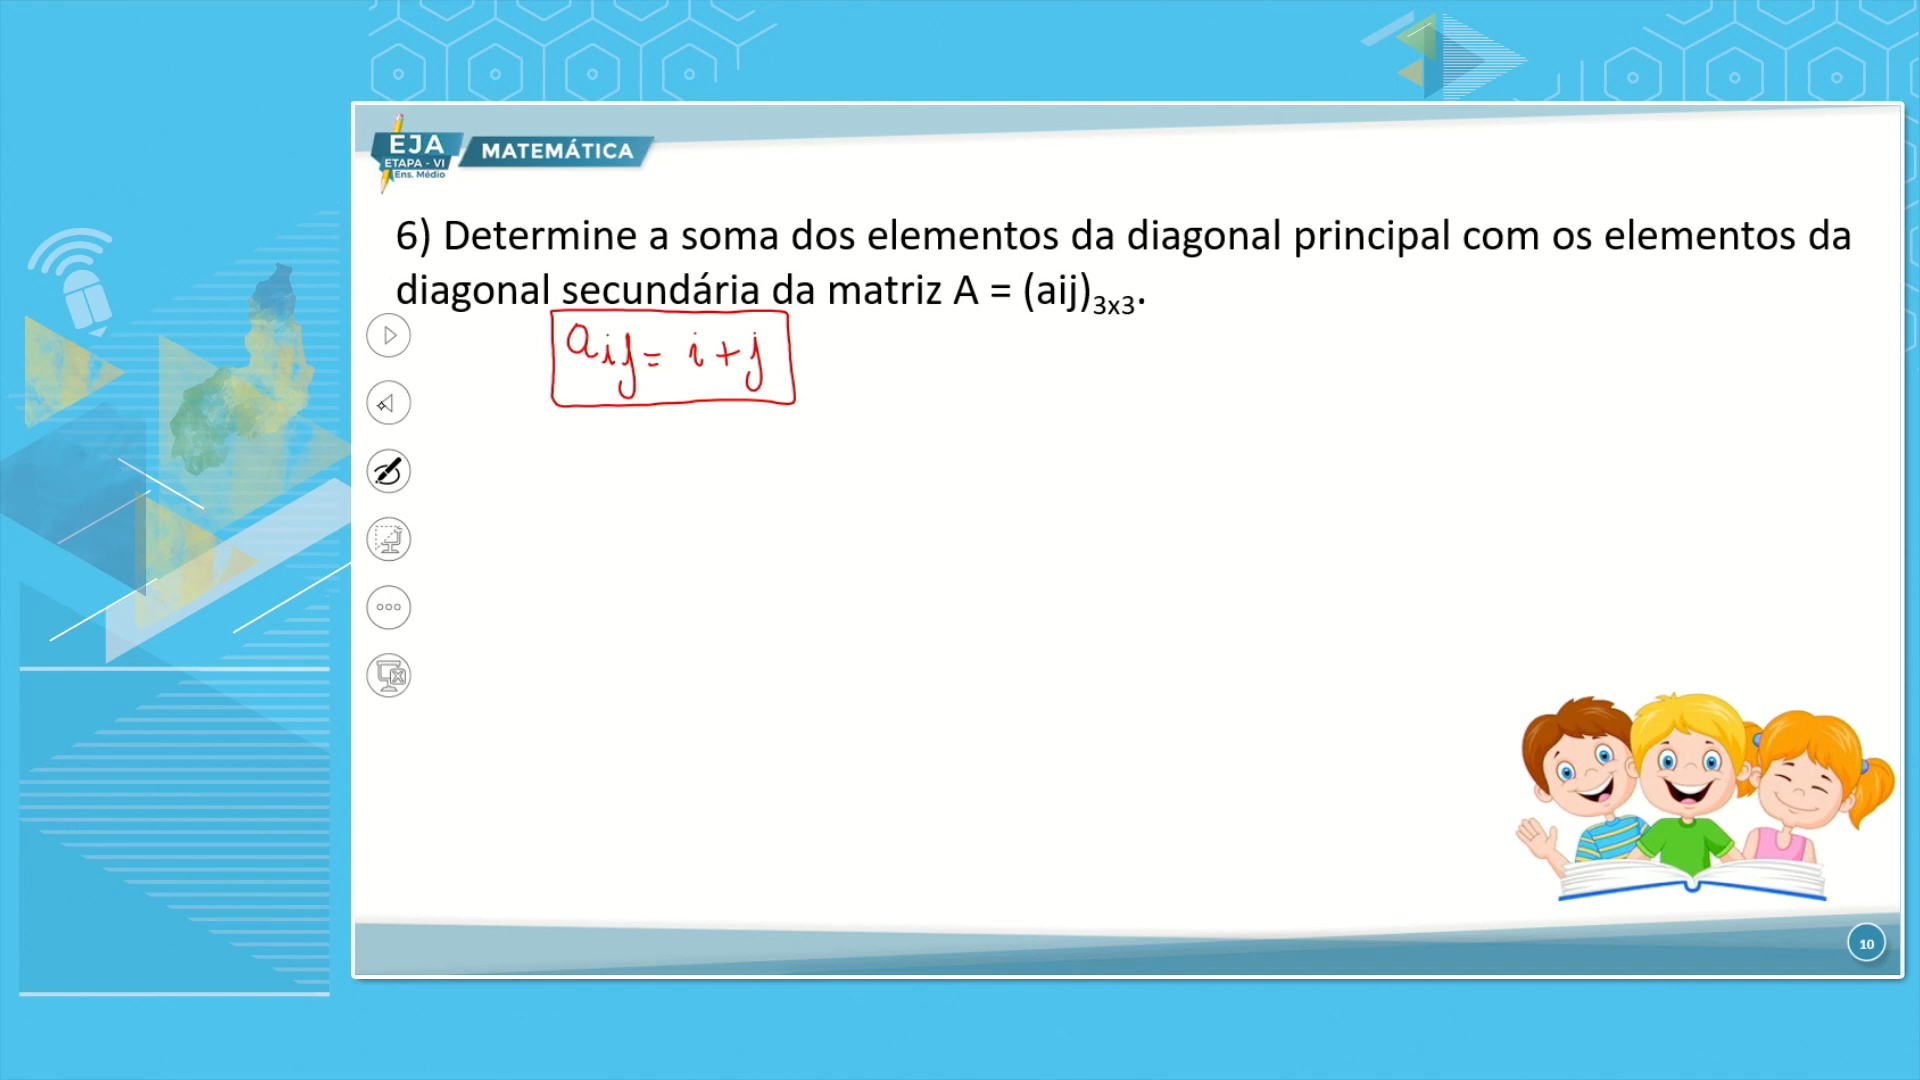 EJA
ETAPA - VI
Ens. Médio
MATEMÁTICA
6) Determine a soma dos elementos da diagonal principal com os elementos da
diagonal secundária da matriz A = (aij)3x3.
aij = i + j
10